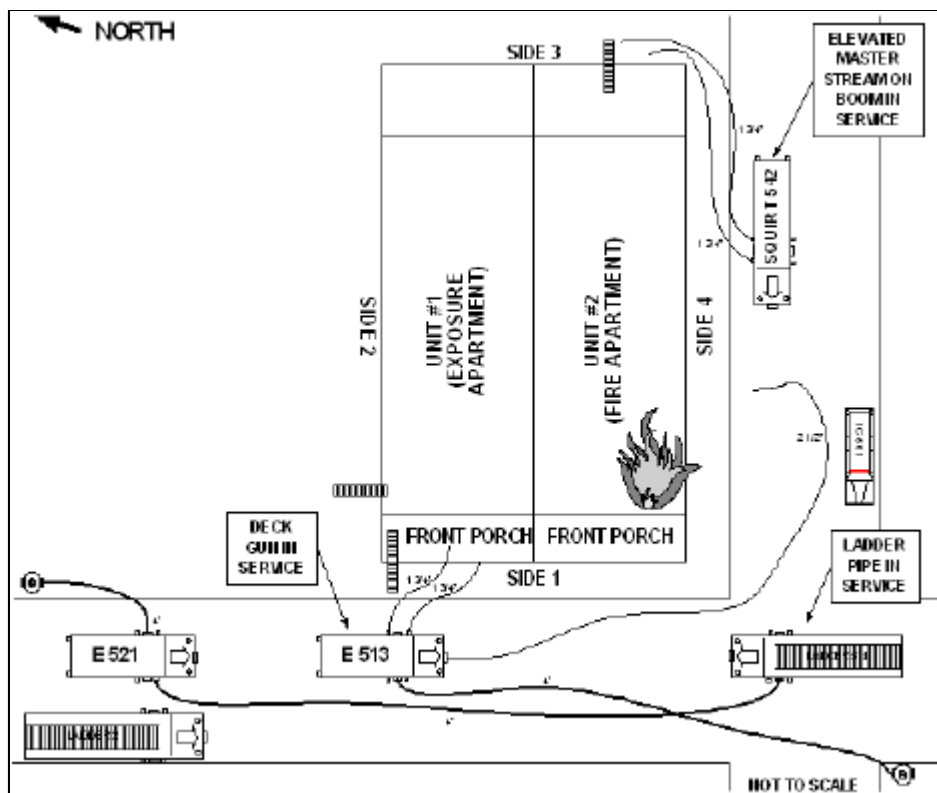 NORTH
SIDE 3
ELEVATED
MASTER
STREAM ON
BOOM IN
SERVICE
1 3/4"
SQUIRT 542
1 3/4"
UNIT #1
(EXPOSURE
APARTMENT)
UNIT #2
(FIRE APARTMENT)
SIDE 2
SIDE 4
2 1/2"
DECK
GUN IN
SERVICE
FRONT PORCH
FRONT PORCH
LADDER
PIPE IN
SERVICE
SIDE 1
1 3/4"
1 3/4"
E 521
E 513
NOT TO SCALE